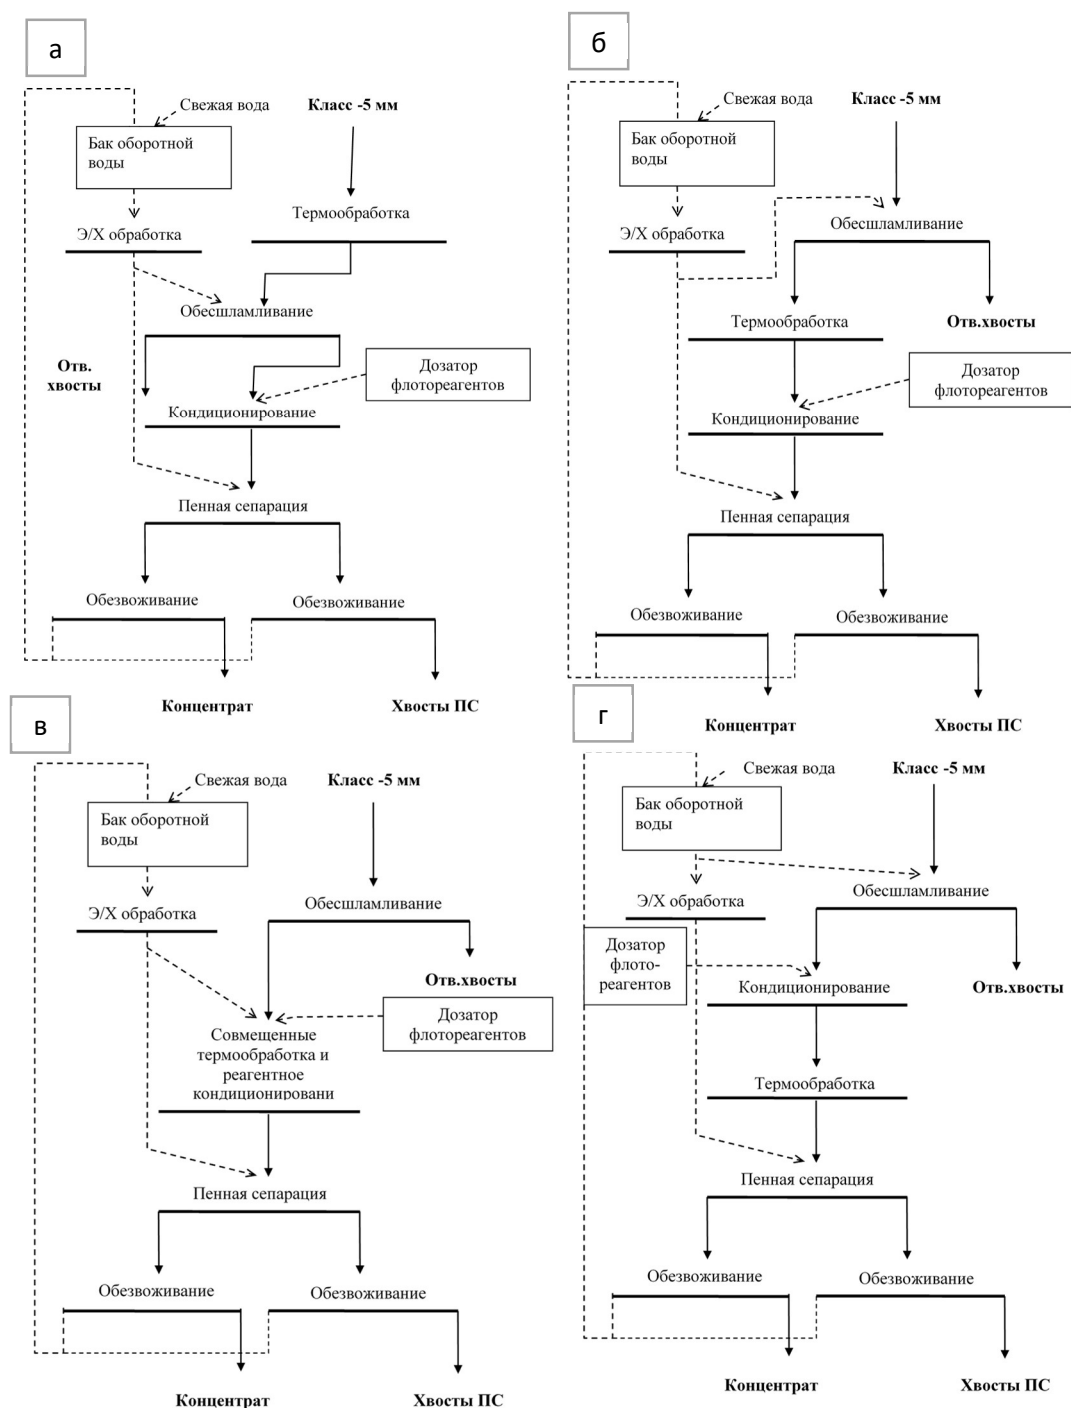 а
Свежая вода
Класс -5 мм
Бак оборотной
воды
Термообработка
Э/Х обработка
Обесшламливание
Отв.
хвосты
Дозатор
флотореагентов
Кондиционирование
Пенная сепарация
Обезвоживание
Обезвоживание
Концентрат
Хвосты ПС
б
Свежая вода
Класс -5 мм
Бак оборотной
воды
Обесшламливание
Э/Х обработка
Термообработка
Отв.хвосты
Дозатор
флотореагентов
Кондиционирование
Пенная сепарация
Обезвоживание
Обезвоживание
Концентрат
Хвосты ПС
в
Свежая вода
Класс -5 мм
Бак оборотной
воды
Обесшламливание
Э/Х обработка
Отв.хвосты
Дозатор
флотореагентов
Совмещенные
термообработка и
реагентное
кондиционировани
Пенная сепарация
Обезвоживание
Обезвоживание
Концентрат
Хвосты ПС
г
Свежая вода
Класс -5 мм
Бак оборотной
воды
Обесшламливание
Э/Х обработка
Дозатор
флото-
реагентов
Кондиционирование
Отв.хвосты
Термообработка
Пенная сепарация
Обезвоживание
Обезвоживание
Концентрат
Хвосты ПС